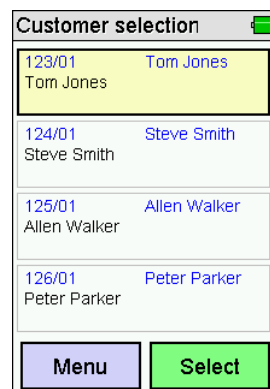 Customer selection
123/01 Tom Jones
Tom Jones
124/01 Steve Smith
Steve Smith
125/01 Allen Walker
Allen Walker
126/01 Peter Parker
Peter Parker
Menu Select